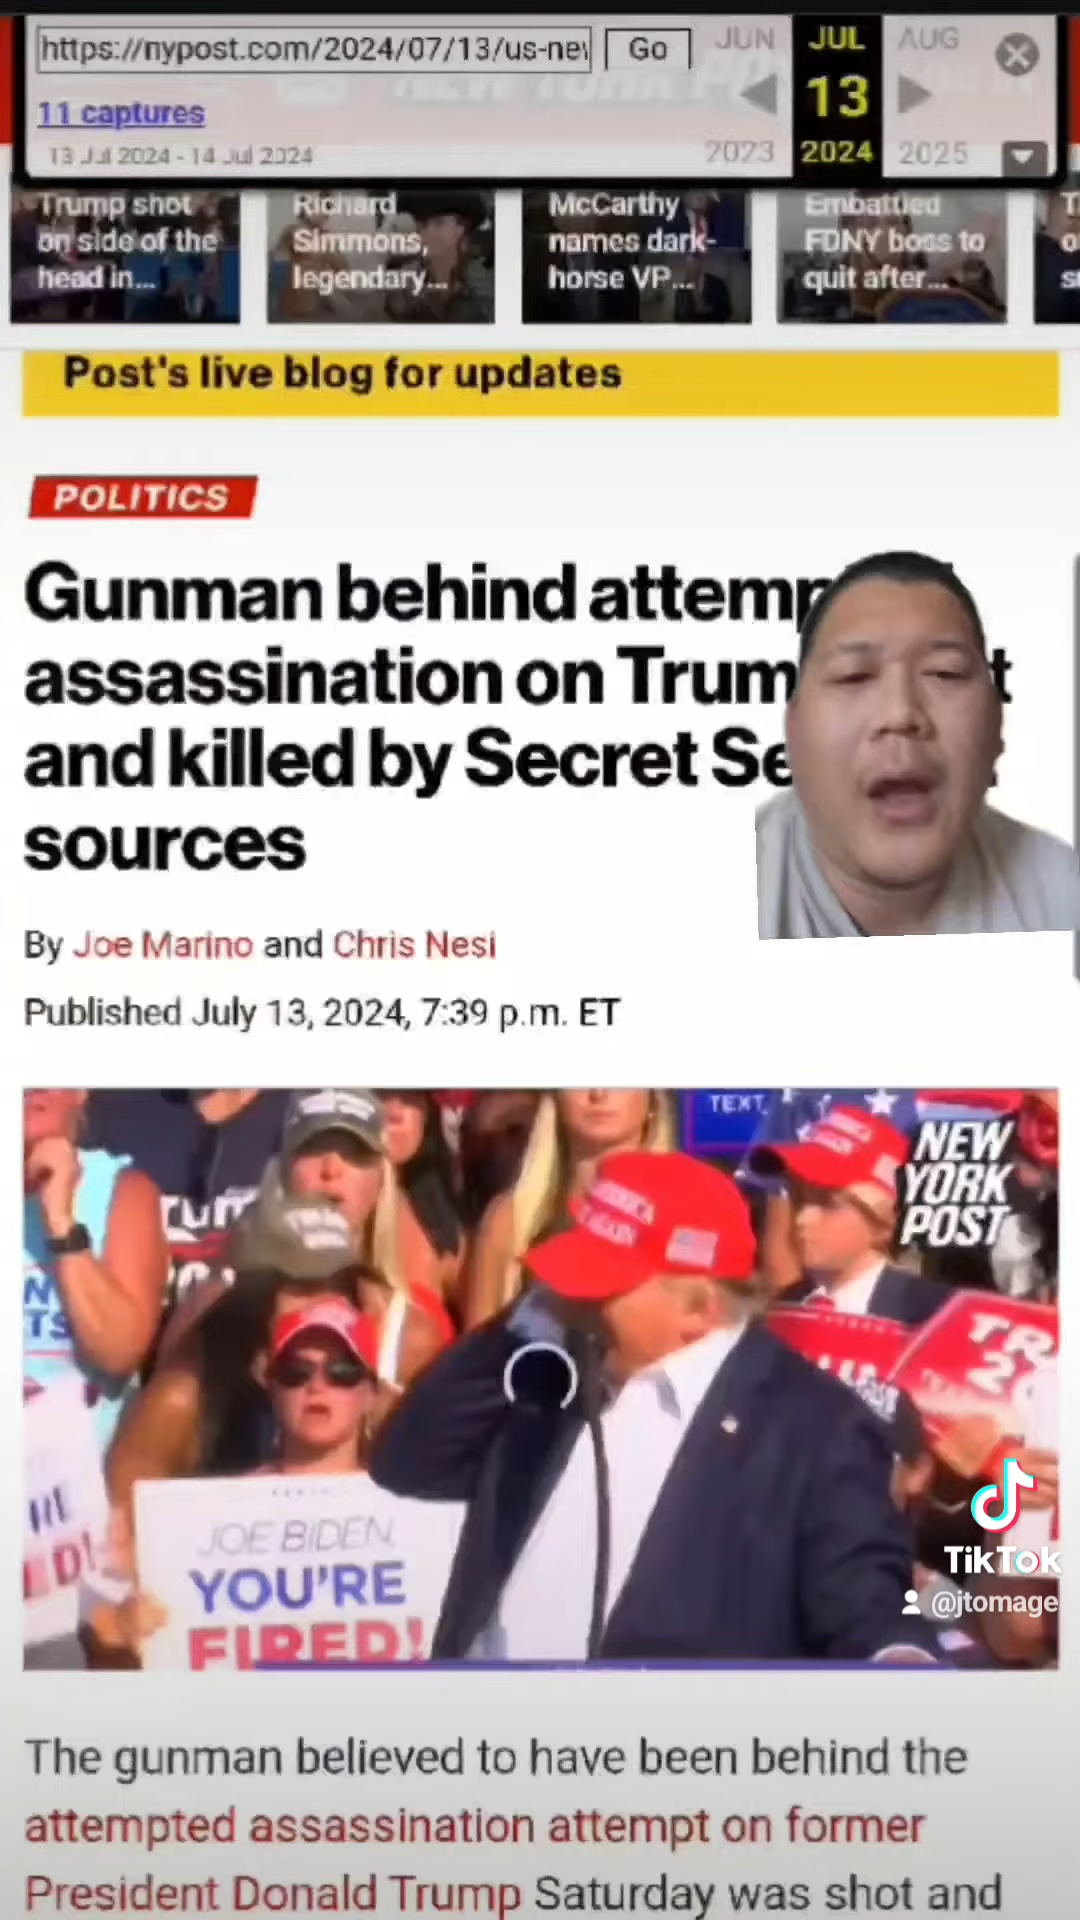 https://nypost.com/2024/07/13/us-ne
Go
JUN
JUL
AUG
11 captures
13
13 Jul 2024 - 14 Jul 2024
2023
2024
2025
Trump shot
on side of the
head in...
Richard
Simmons,
legendary...
McCarthy
names dark-
horse VP...
Embattled
FDNY boss to
quit after...
Post's live blog for updates
POLITICS
Gunman behind attemp
assassination on Trum t
and killed by Secret Se
sources
By Joe Marino and Chris Nesi
Published July 13, 2024, 7:39 p.m. ET
TEXT
NEW
YORK
POST
AGAIN
JOE BIDEN,
YOU'RE
FIRED!
TikTok
@jtomage
The gunman believed to have been behind the
attempted assassination attempt on former
President Donald Trump Saturday was shot and